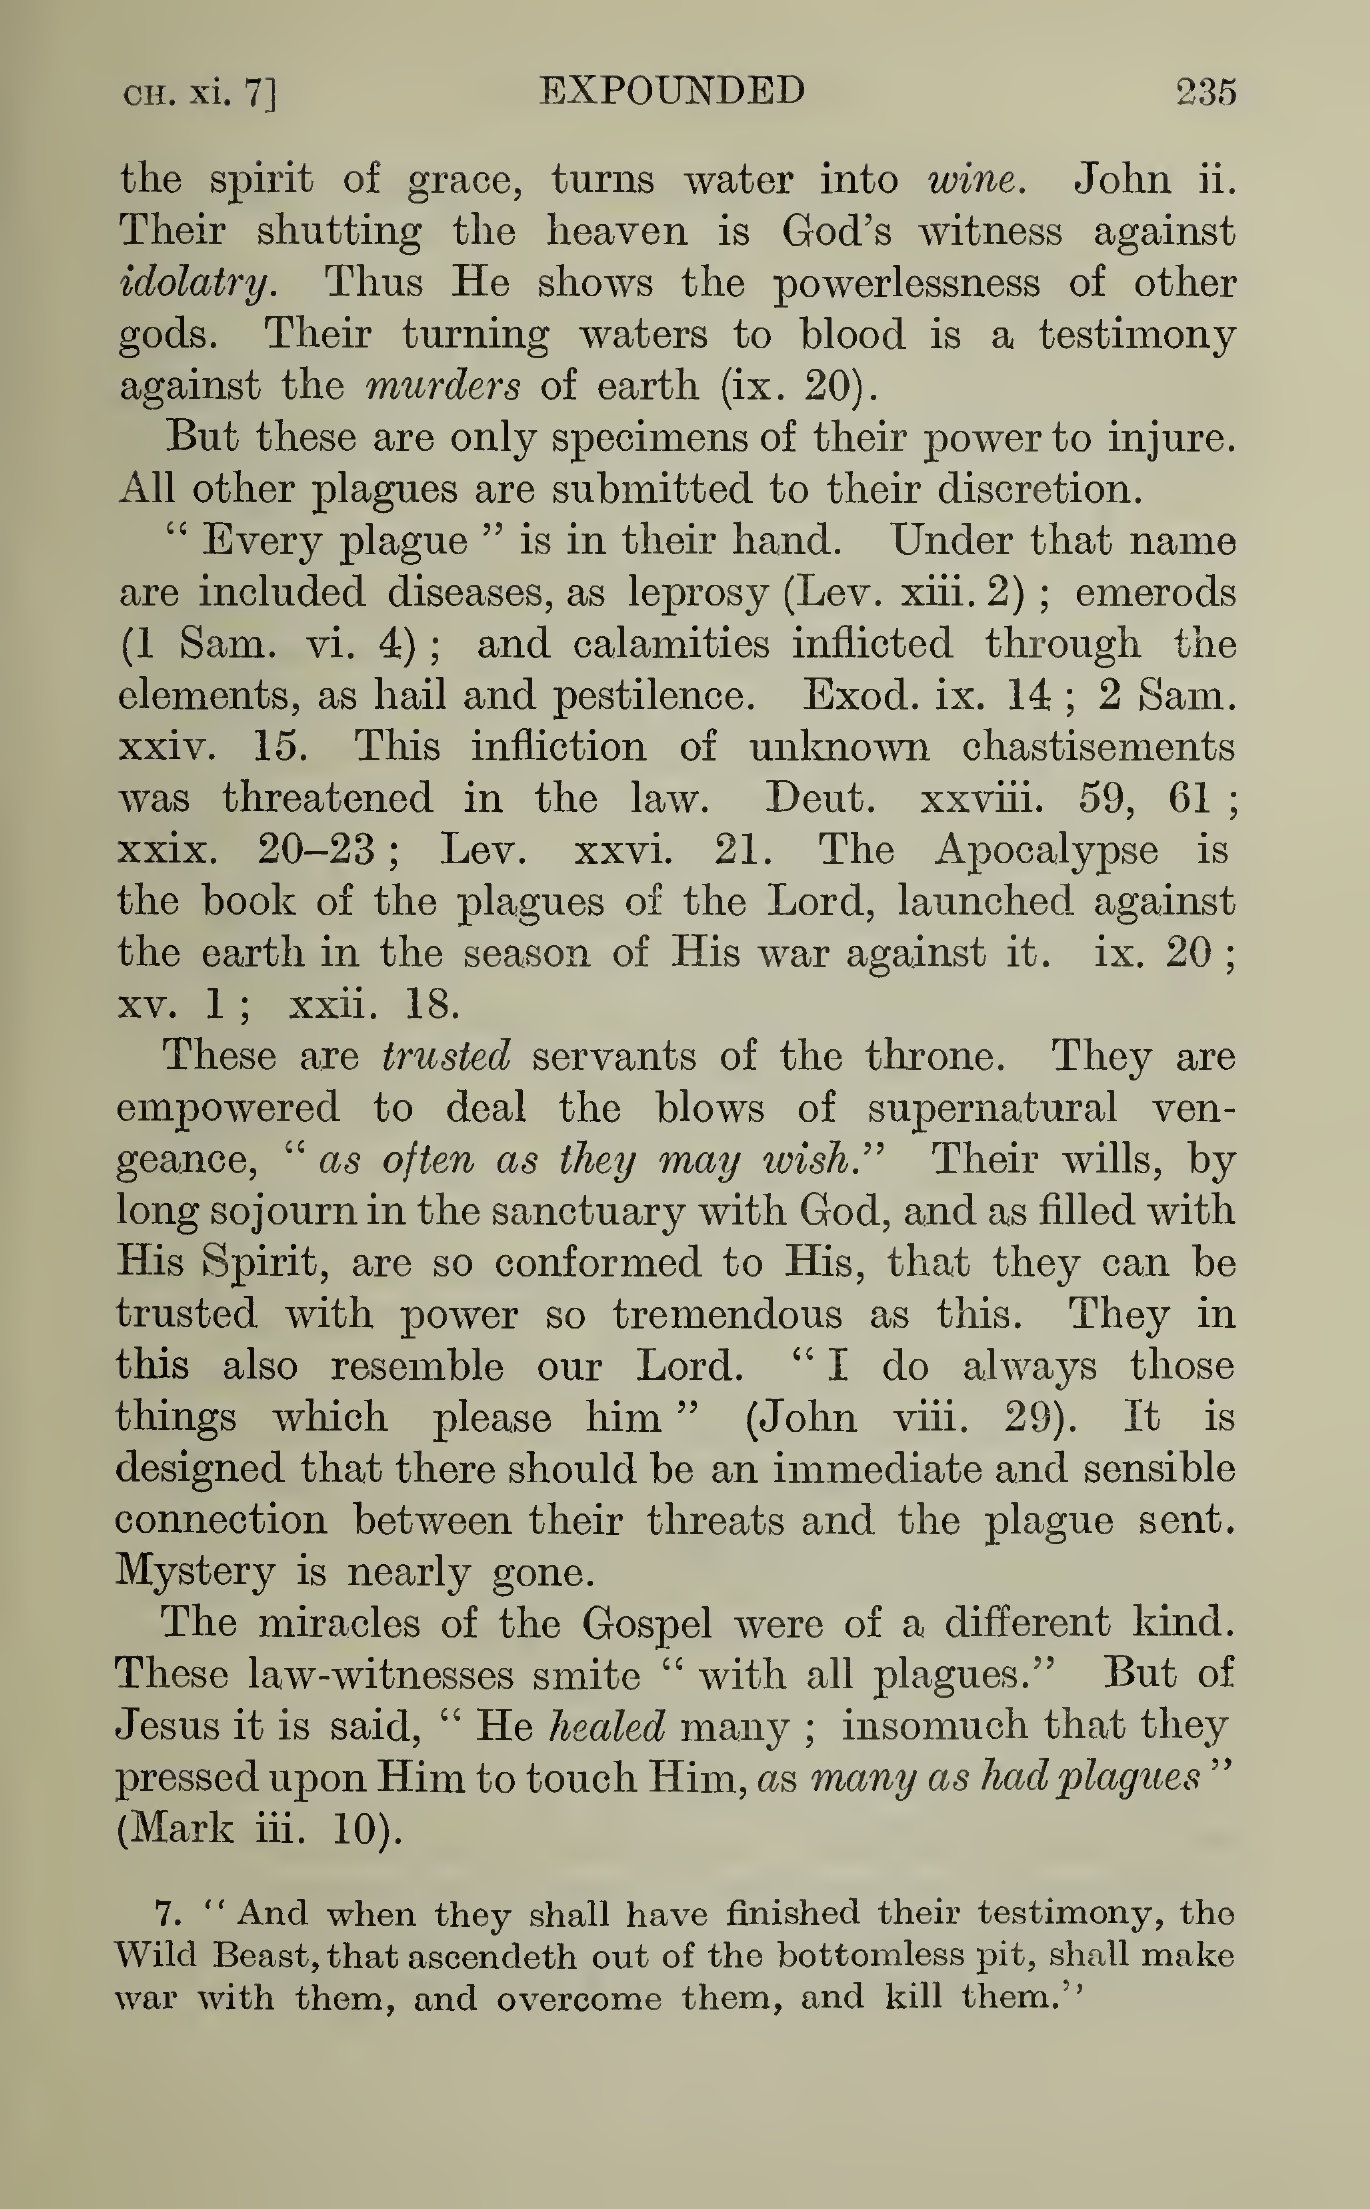 CH. xi. 7] EXPOUNDED 235
the spirit of grace, turns water into wine. John ii.
Their shutting the heaven is God's witness against
idolatry. Thus He shows the powerlessness of other
gods. Their turning waters to blood is a testimony
against the murders of earth (ix. 20).
But these are only specimens of their power to injure.
All other plagues are submitted to their discretion.
“ Every plague ” is in their hand. Under that name
are included diseases, as leprosy (Lev. xiii. 2) ; emerods
(1 Sam. vi. 4) ; and calamities inflicted through the
elements, as hail and pestilence. Exod. ix. 14 ; 2 Sam.
xxiv. 15. This infliction of unknown chastisements
was threatened in the law. Deut. xxviii. 59, 61 ;
xxix. 20–23 ; Lev. xxvi. 21. The Apocalypse is
the book of the plagues of the Lord, launched against
the earth in the season of His war against it. ix. 20 ;
xv. 1 ; xxii. 18.
These are trusted servants of the throne. They are
empowered to deal the blows of supernatural ven-
geance, “ as often as they may wish.” Their wills, by
long sojourn in the sanctuary with God, and as filled with
His Spirit, are so conformed to His, that they can be
trusted with power so tremendous as this. They in
this also resemble our Lord. “ I do always those
things which please him ” (John viii. 29). It is
designed that there should be an immediate and sensible
connection between their threats and the plague sent.
Mystery is nearly gone.
The miracles of the Gospel were of a different kind.
These law-witnesses smite “ with all plagues.” But of
Jesus it is said, “ He healed many ; insomuch that they
pressed upon Him to touch Him, as many as had plagues ”
(Mark iii. 10).
7. “ And when they shall have finished their testimony, the
Wild Beast, that ascendeth out of the bottomless pit, shall make
war with them, and overcome them, and kill them.”